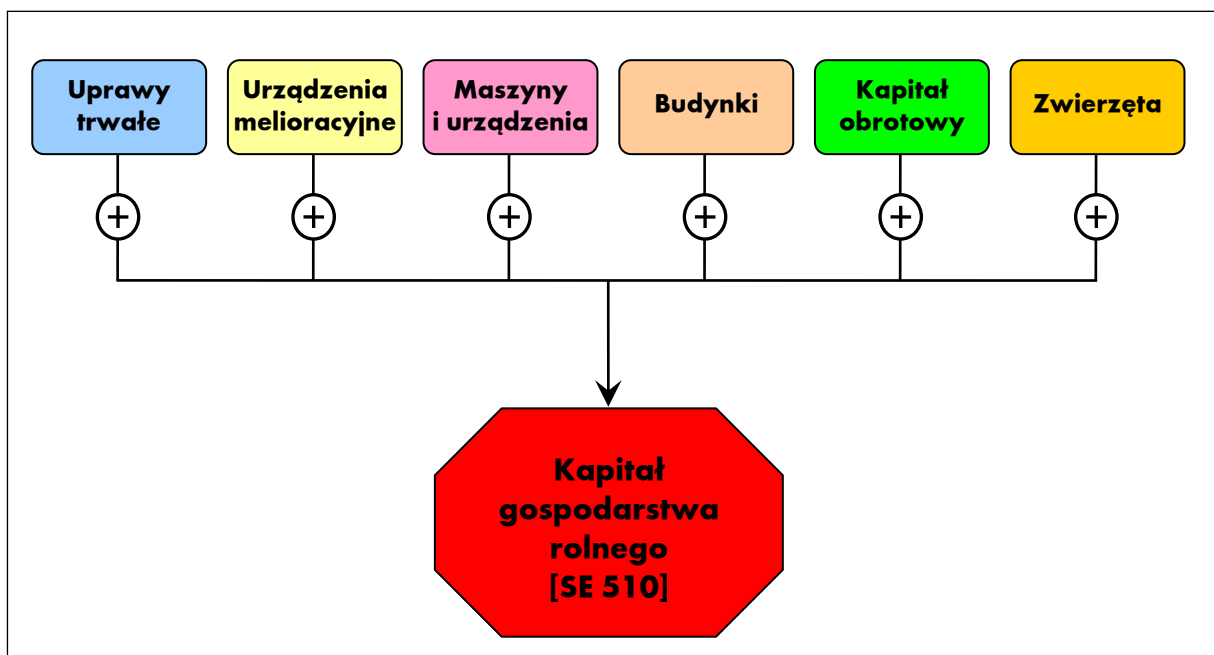 Uprawy
trwałe
Urządzenia
melioracyjne
Maszyny
i urządzenia
Budynki
Kapitał
obrotowy
Zwierzęta
+ + + + + +
Kapitał
gospodarstwa
rolnego
[SE 510]